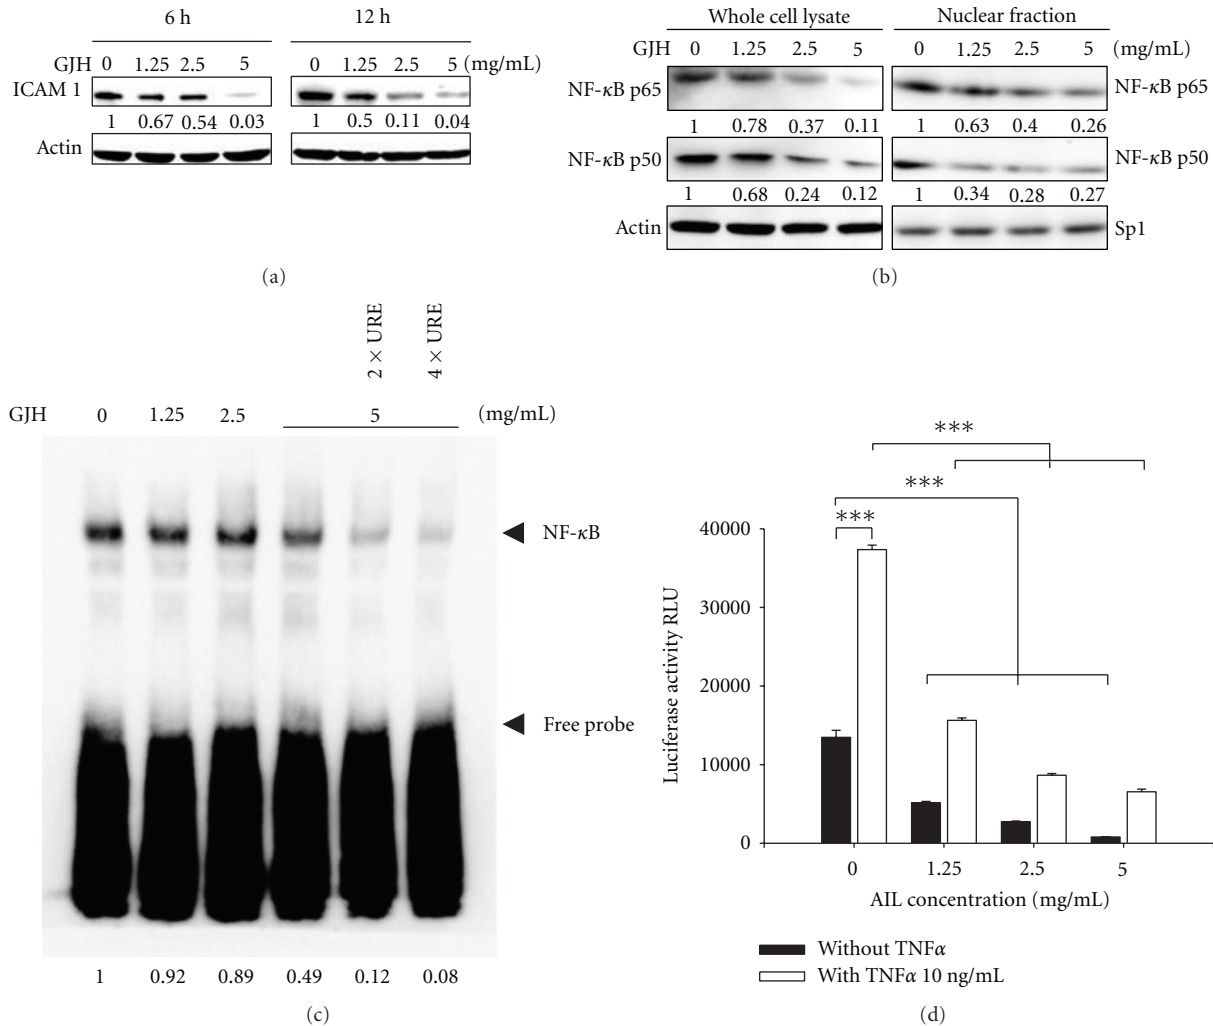 6 h 12 h
GJH 0 1.25 2.5 5 0 1.25 2.5 5 (mg/mL)
ICAM 1
1 0.67 0.54 0.03 1 0.5 0.11 0.04
Actin
(a)
Whole cell lysate Nuclear fraction
GJH 0 1.25 2.5 5 0 1.25 2.5 5 (mg/mL)
NF-κB p65 NF-κB p65
1 0.78 0.37 0.11 1 0.63 0.4 0.26
NF-κB p50 NF-κB p50
1 0.68 0.24 0.12 1 0.34 0.28 0.27
Actin Sp1
(b)
2 × URE
4 × URE
GJH 0 1.25 2.5 5 (mg/mL)
NF-κB
Free probe
1 0.92 0.89 0.49 0.12 0.08
(c)
***
***
***
Luciferase activity RLU
40000
30000
20000
10000
0
0 1.25 2.5 5
AIL concentration (mg/mL)
Without TNFα
With TNFα 10 ng/mL
(d)